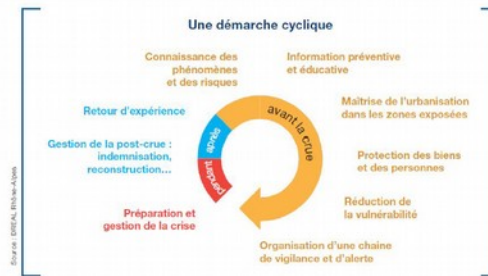 Une démarche cyclique
Connaissance des
phénomènes
et des risques
Information préventive
et éducative
Maîtrise de l'urbanisation
dans les zones exposées
Protection des biens
et des personnes
Réduction de
la vulnérabilité
Organisation d'une chaine
de vigilance et d'alerte
Préparation et
gestion de la crise
Gestion de la post-crue :
indemnisation,
reconstruction...
Retour d'expérience
avant la crue
pendant
après
Source : DREAL Rhône-Alpes